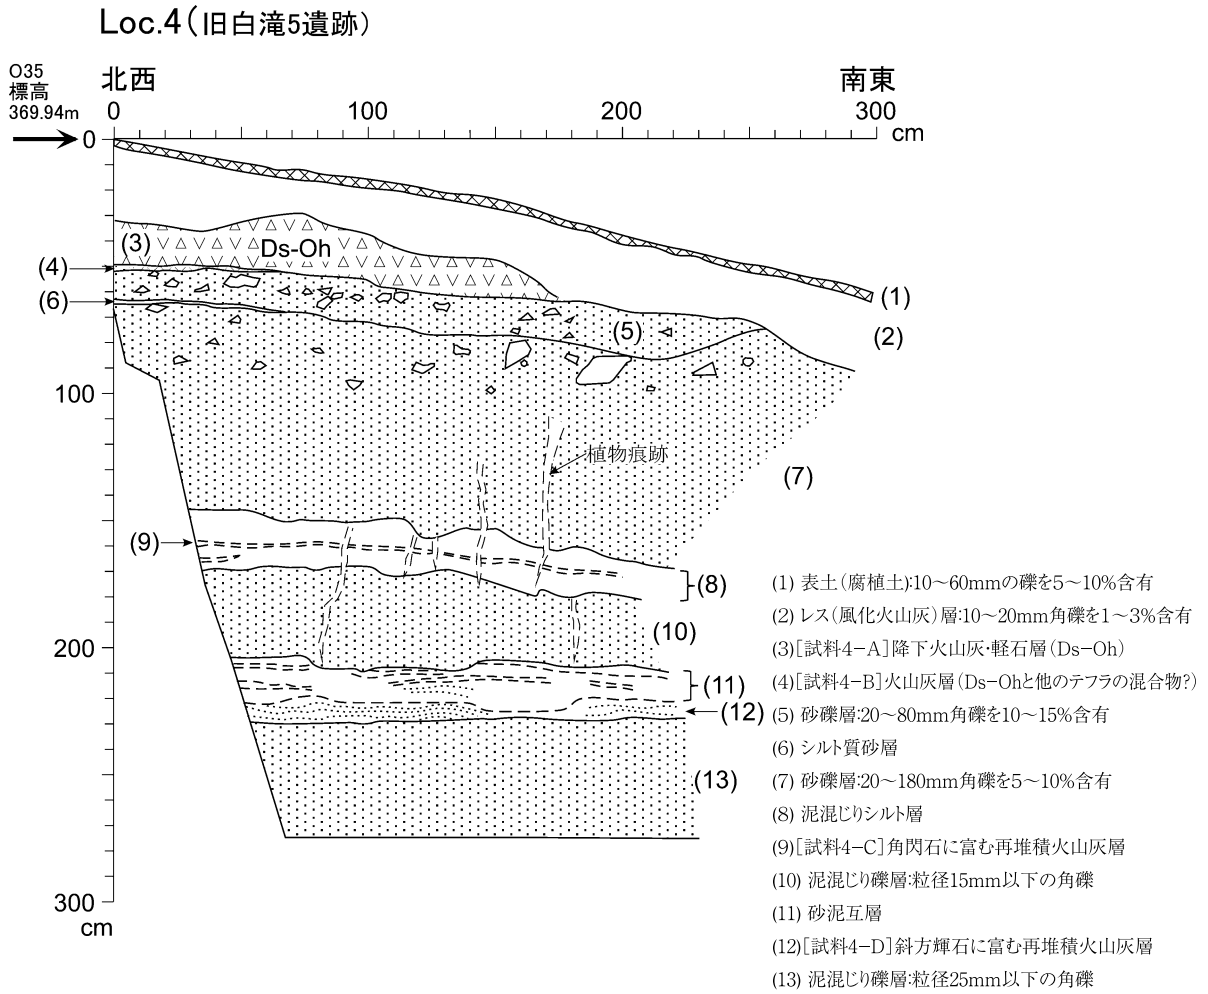 Loc.4（旧白滝5遺跡）
O35
標高
369.94m
北西
南東
0 100 200 300
cm
0
(3)
Ds-Oh
(4)
(6)
(1)
(5)
(2)
100
植物痕跡
(7)
(9)
(8)
(10)
200
(11)
(12)
(13)
300
cm
(1) 表土（腐植土）:10～60mmの礫を5～10%含有
(2) レス（風化火山灰）層:10～20mm角礫を1～3%含有
(3)[試料4−A]降下火山灰・軽石層（Ds−Oh）
(4)[試料4−B]火山灰層（Ds−Ohと他のテフラの混合物?）
(5) 砂礫層:20～80mm角礫を10～15%含有
(6) シルト質砂層
(7) 砂礫層:20～180mm角礫を5～10%含有
(8) 泥混じりシルト層
(9)[試料4−C]角閃石に富む再堆積火山灰層
(10) 泥混じり礫層:粒径15mm以下の角礫
(11) 砂泥互層
(12)[試料4−D]斜方輝石に富む再堆積火山灰層
(13) 泥混じり礫層:粒径25mm以下の角礫